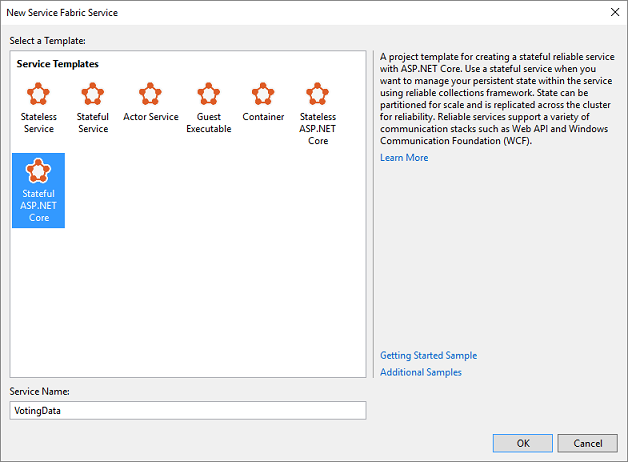 New Service Fabric Service
Select a Template:
Service Templates
Stateless
Service
Stateful
Service
Actor Service
Guest
Executable
Container
Stateless
ASP.NET
Core
Stateful
ASP.NET
Core
A project template for creating a stateful reliable service
with ASP.NET Core. Use a stateful service when you
want to manage your persistent state within the service
using reliable collections framework. State can be
partitioned for scale and is replicated across the cluster
for reliability. Reliable services support a variety of
communication stacks such as Web API and Windows
Communication Foundation (WCF).
Learn More
Getting Started Sample
Additional Samples
Service Name:
VotingData
OK
Cancel